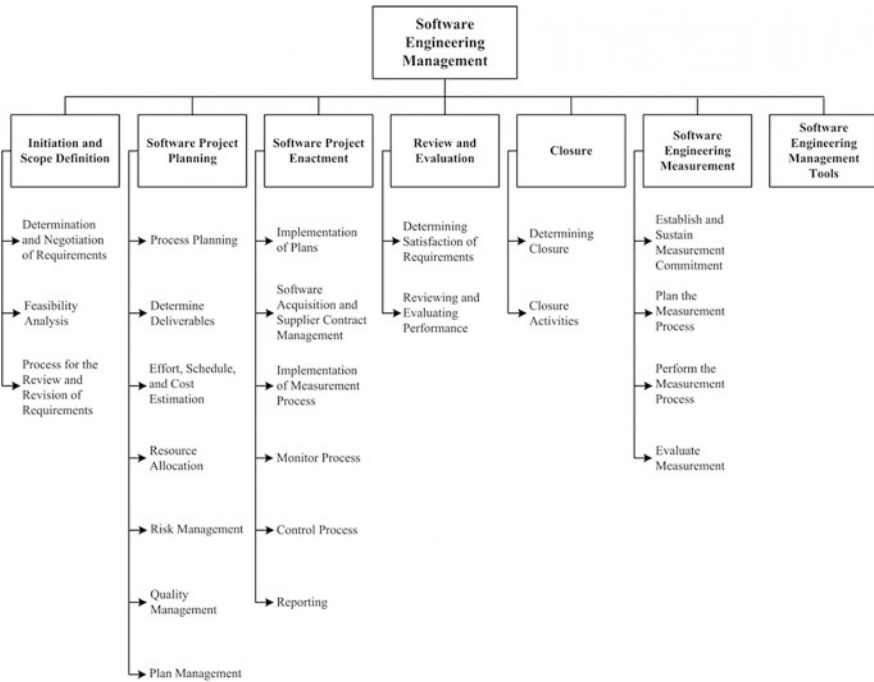 Software
Engineering
Management
Initiation and
Scope Definition
Determination
and Negotiation
of Requirements
Feasibility
Analysis
Process for the
Review and
Revision of
Requirements
Software Project
Planning
Process Planning
Determine
Deliverables
Effort, Schedule,
and Cost
Estimation
Resource
Allocation
Risk Management
Quality
Management
Plan Management
Software Project
Enactment
Implementation
of Plans
Software
Acquisition and
Supplier Contract
Management
Implementation
of Measurement
Process
Monitor Process
Control Process
Reporting
Review and
Evaluation
Determining
Satisfaction of
Requirements
Reviewing and
Evaluating
Performance
Closure
Determining
Closure
Closure
Activities
Software
Engineering
Measurement
Establish and
Sustain
Measurement
Commitment
Plan the
Measurement
Process
Perform the
Measurement
Process
Evaluate
Measurement
Software
Engineering
Management
Tools